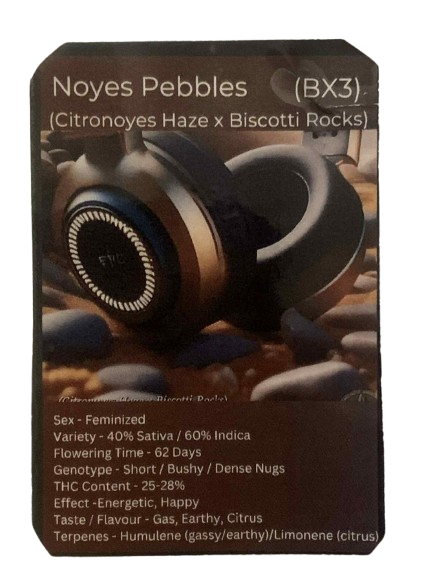 Noyes Pebbles (BX3)
(Citronoyes Haze x Biscotti Rocks)
Sex - Feminized
Variety - 40% Sativa / 60% Indica
Flowering Time - 62 Days
Genotype - Short / Bushy / Dense Nugs
THC Content - 25-28%
Effect -Energetic, Happy
Taste / Flavour - Gas, Earthy, Citrus
Terpenes - Humulene (gassy/earthy)/Limonene (citrus)